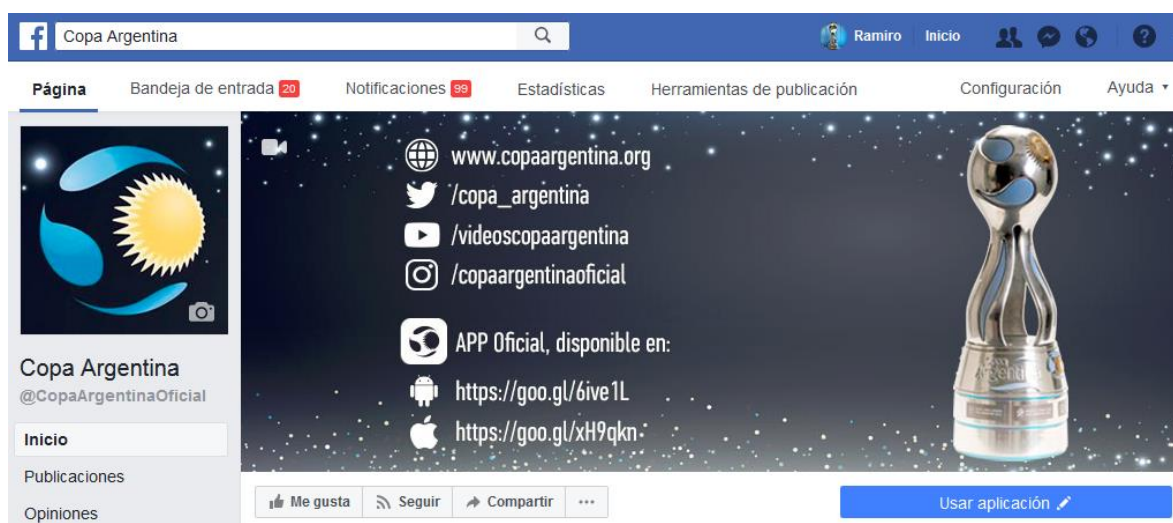 Copa Argentina
Ramiro Inicio
Página Bandeja de entrada 20 Notificaciones 99 Estadísticas Herramientas de publicación Configuración Ayuda
www.copaargentina.org
/copa_argentina
/videoscopaargentina
/copaargentinaoficial
APP Oficial, disponible en:
https://goo.gl/6ive1L
https://goo.gl/xH9qkn
Copa Argentina
Copa Argentina
@CopaArgentinaOficial
Inicio
Publicaciones
Opiniones
Me gusta Seguir Compartir ...
Usar aplicación